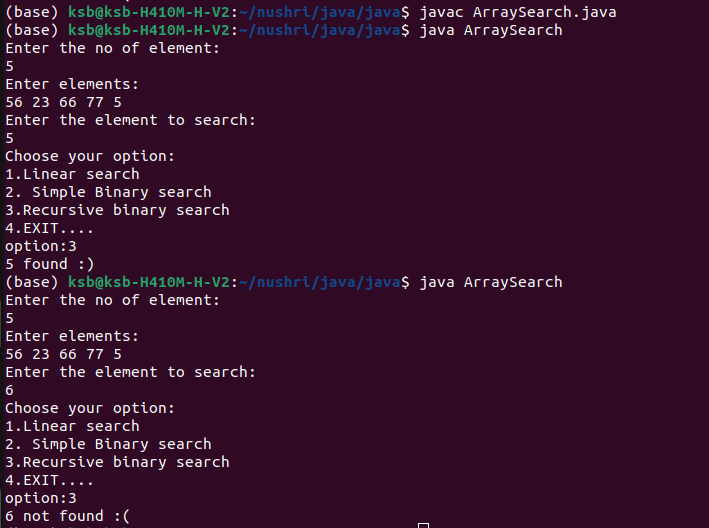 (base) ksb@ksb-H410M-H-V2:~/nushri/java/java$ javac ArraySearch.java
(base) ksb@ksb-H410M-H-V2:~/nushri/java/java$ java ArraySearch
Enter the no of element:
5
Enter elements:
56 23 66 77 5
Enter the element to search:
5
Choose your option:
1.Linear search
2. Simple Binary search
3.Recursive binary search
4.EXIT....
option:3
5 found :)
(base) ksb@ksb-H410M-H-V2:~/nushri/java/java$ java ArraySearch
Enter the no of element:
5
Enter elements:
56 23 66 77 5
Enter the element to search:
6
Choose your option:
1.Linear search
2. Simple Binary search
3.Recursive binary search
4.EXIT....
option:3
6 not found :(